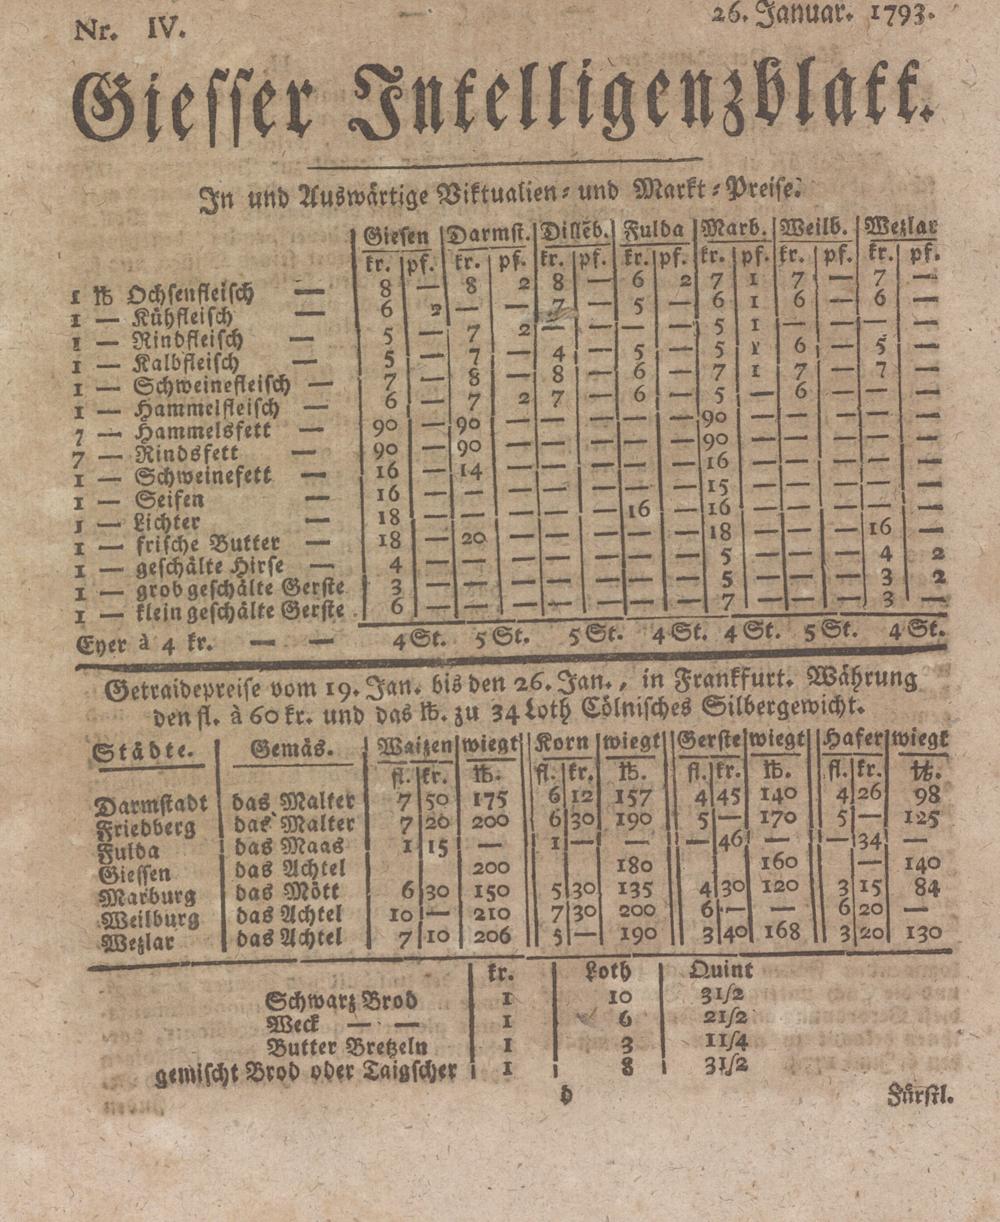 Nr. IV. 26. Januar. 1793.
Giesser Intelligenzblatt.
In und Auswärtige Viktualien- und Markt-Preise.
Giesen Darmst. Dillēb. Fulda Marb. Weilb. Wezlar
kr. pf. kr. pf. kr. pf. kr. pf. kr. pf. kr. pf. kr. pf.
1 ℔ Ochsenfleisch — 8 — 8 2 8 — 6 2 7 1 7 — 7 —
1 — Kühfleisch — 6 2 — — 7 — 5 — 6 1 6 — 6 —
1 — Rindfleisch — 5 — 7 2 — — — — 5 1 — — — —
1 — Kalbfleisch — 5 — 7 — 4 — 5 — 5 1 6 — 5 —
1 — Schweinefleisch — 7 — 8 — 8 — 6 — 7 1 7 — 7 —
1 — Hammelfleisch — 6 — 7 2 7 — 6 — 5 — 6 — — —
7 — Hammelsfett — 90 — 90 — — — — — 90 — — — — —
7 — Rindsfett — 90 — 90 — — — — — 90 — — — — —
1 — Schweinefett — 16 — 14 — — — — — 16 — — — — —
1 — Seifen — 16 — — — — — — — 15 — — — — —
1 — Lichter — 18 — — — — — 16 — 16 — — — — —
1 — frische Butter — 18 — 20 — — — — — 18 — — — 16 —
1 — geschälte Hirse — 4 — — — — — — — 5 — — — 4 2
1 — grob geschälte Gerste 3 — — — — — — — 5 — — — 3 2
1 — klein geschälte Gerste 6 — — — — — — — 7 — — — 3 —
Eyer à 4 kr. — — 4 St. 5 St. 5 St. 4 St. 4 St. 5 St. 4 St.
Getraidepreise vom 19. Jan. bis den 26. Jan., in Frankfurt. Währung
den fl. à 60 kr. und das ℔. zu 34 Loth Cölnisches Silbergewicht.
Städte. Gemäs. Waizen wiegt Korn wiegt Gerste wiegt Hafer wiegt
fl. kr. ℔. fl. kr. ℔. fl. kr. ℔. fl. kr. ℔.
Darmstadt das Malter 7 50 175 6 12 157 4 45 140 4 26 98
Friedberg das Malter 7 20 200 6 30 190 5 — 170 5 — 125
Fulda das Maas 1 15 — 1 — — — 46 — — 34 —
Giessen das Achtel 200 180 160 — 140
Marburg das Mött 6 30 150 5 30 135 4 30 120 3 15 84
Weilburg das Achtel 10 — 210 7 30 200 6 — — 6 20 —
Wezlar das Achtel 7 10 206 5 — 190 3 40 168 3 20 130
kr. Loth Quint
Schwarz Brod 1 10 3 1/2
Weck — — 1 6 2 1/2
Butter Bretzeln 1 3 1 1/4
gemischt Brod oder Taigscher 1 8 3 1/2
d Fürstl.